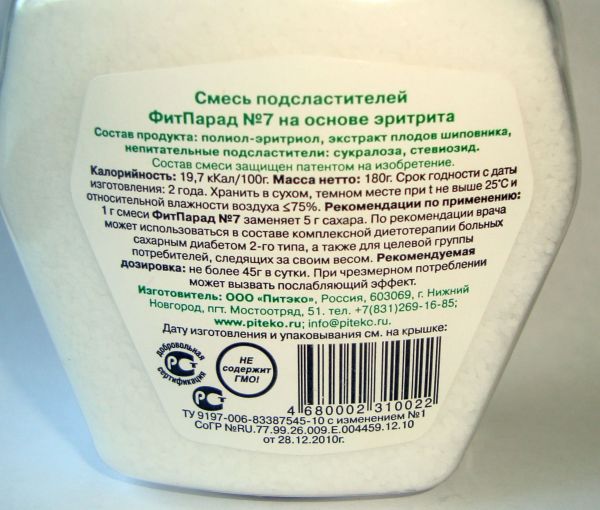 Смесь подсластителей
ФитПарад №7 на основе эритрита
Состав продукта: полиол-эритриол, экстракт плодов шиповника,
непитательные подсластители: сукралоза, стевиозид.
Состав смеси защищен патентом на изобретение.
Калорийность: 19,7 кКал/100г. Масса нетто: 180г. Срок годности с даты
изготовления: 2 года. Хранить в сухом, темном месте при t не выше 25°С и
относительной влажности воздуха ≤75%. Рекомендации по применению:
1 г смеси ФитПарад №7 заменяет 5 г сахара. По рекомендации врача
может использоваться в составе комплексной диетотерапии больных
сахарным диабетом 2-го типа, а также для целевой группы
потребителей, следящих за своим весом. Рекомендуемая
дозировка: не более 45г в сутки. При чрезмерном потреблении
может вызвать послабляющий эффект.
Изготовитель: ООО «Питэко», Россия, 603069, г. Нижний
Новгород, пгт. Мостоотряд, 51. тел. +7(831)269-16-85;
www.piteko.ru; info@piteko.ru
Дату изготовления и упаковывания см. на крышке:
добровольная
РСТ
сертификация
РСТ
НЕ
содержит
ГМО!
4 680002 310022
ТУ 9197-006-83387545-10 с изменением №1
СоГР №RU.77.99.26.009.Е.004459.12.10
от 28.12.2010г.